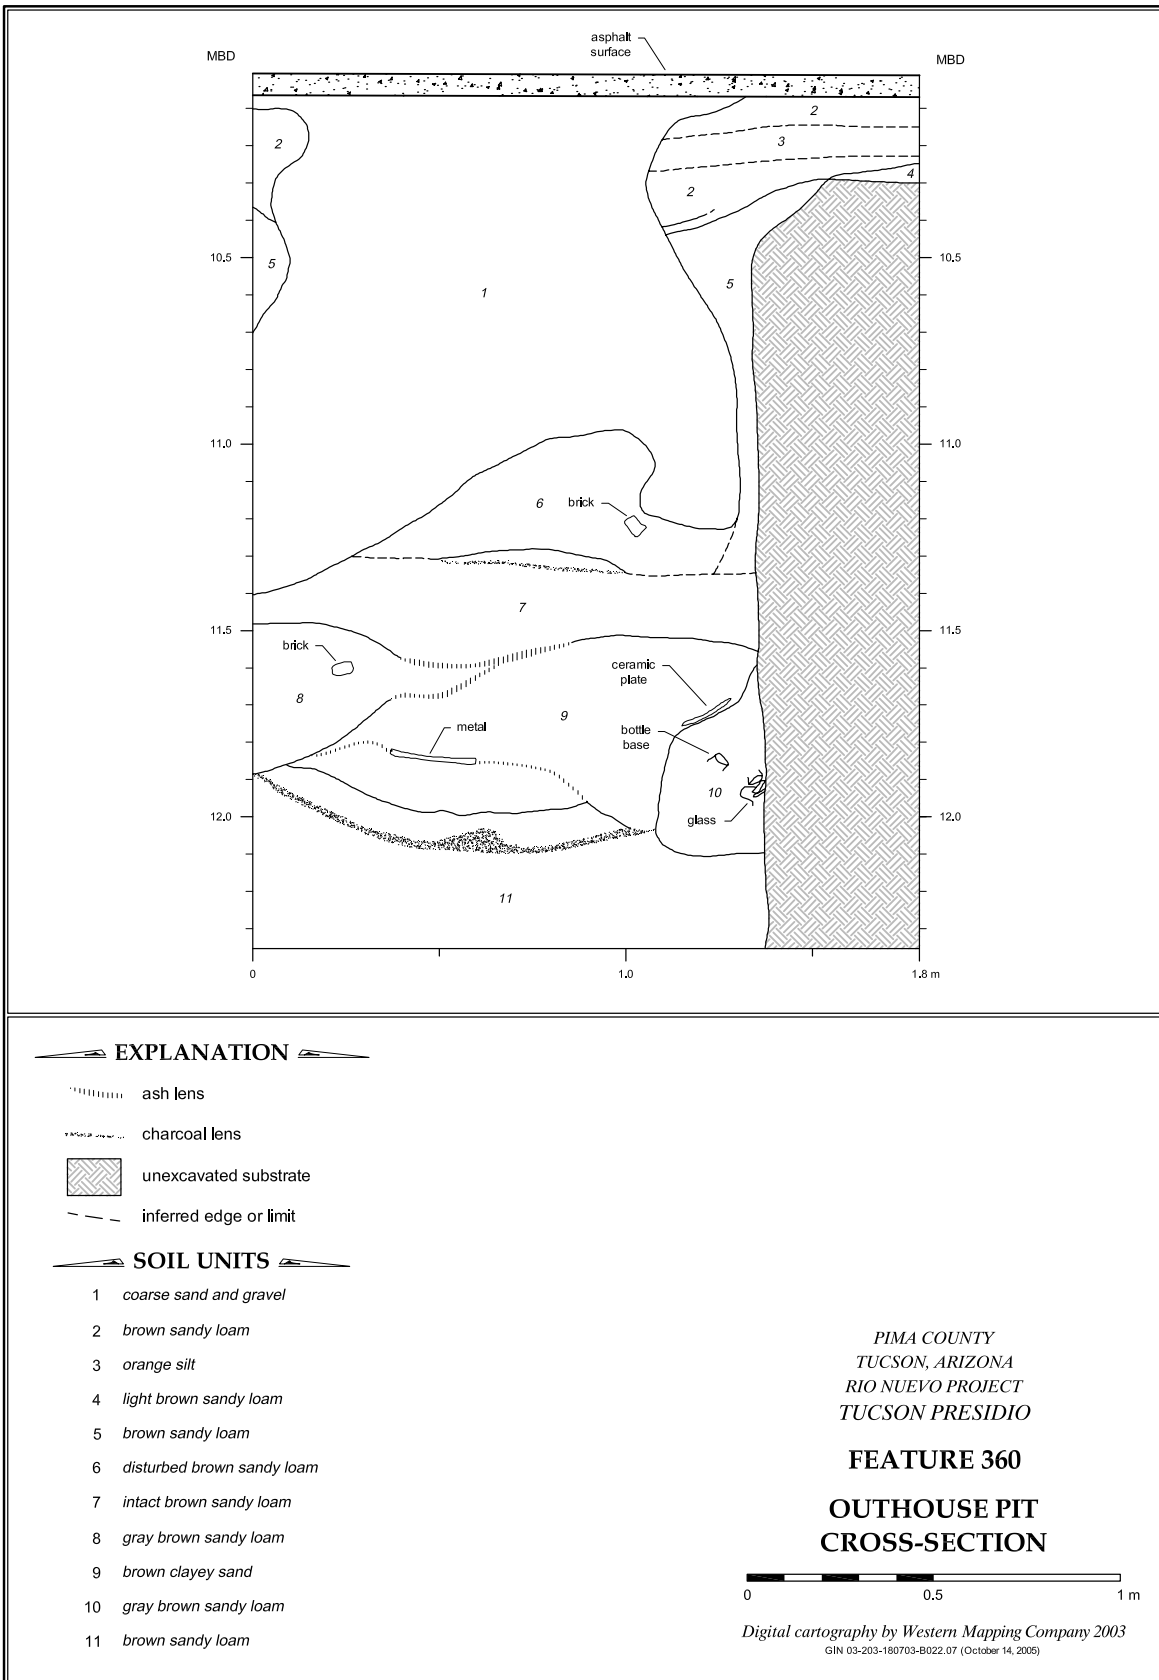 asphalt
surface
MBD
MBD
2
2
3
4
2
5
5
10.5
10.5
1
11.0
11.0
6
brick
7
11.5
11.5
brick
ceramic
plate
8
9
metal
bottle
base
10
12.0
12.0
glass
11
0
1.0
1.8 m
EXPLANATION
ash lens
charcoal lens
unexcavated substrate
inferred edge or limit
SOIL UNITS
1 coarse sand and gravel
2 brown sandy loam
3 orange silt
4 light brown sandy loam
5 brown sandy loam
6 disturbed brown sandy loam
7 intact brown sandy loam
8 gray brown sandy loam
9 brown clayey sand
10 gray brown sandy loam
11 brown sandy loam
PIMA COUNTY
TUCSON, ARIZONA
RIO NUEVO PROJECT
TUCSON PRESIDIO
FEATURE 360
OUTHOUSE PIT
CROSS-SECTION
0 0.5 1 m
Digital cartography by Western Mapping Company 2003
GIN 03-203-180703-B022.07 (October 14, 2005)